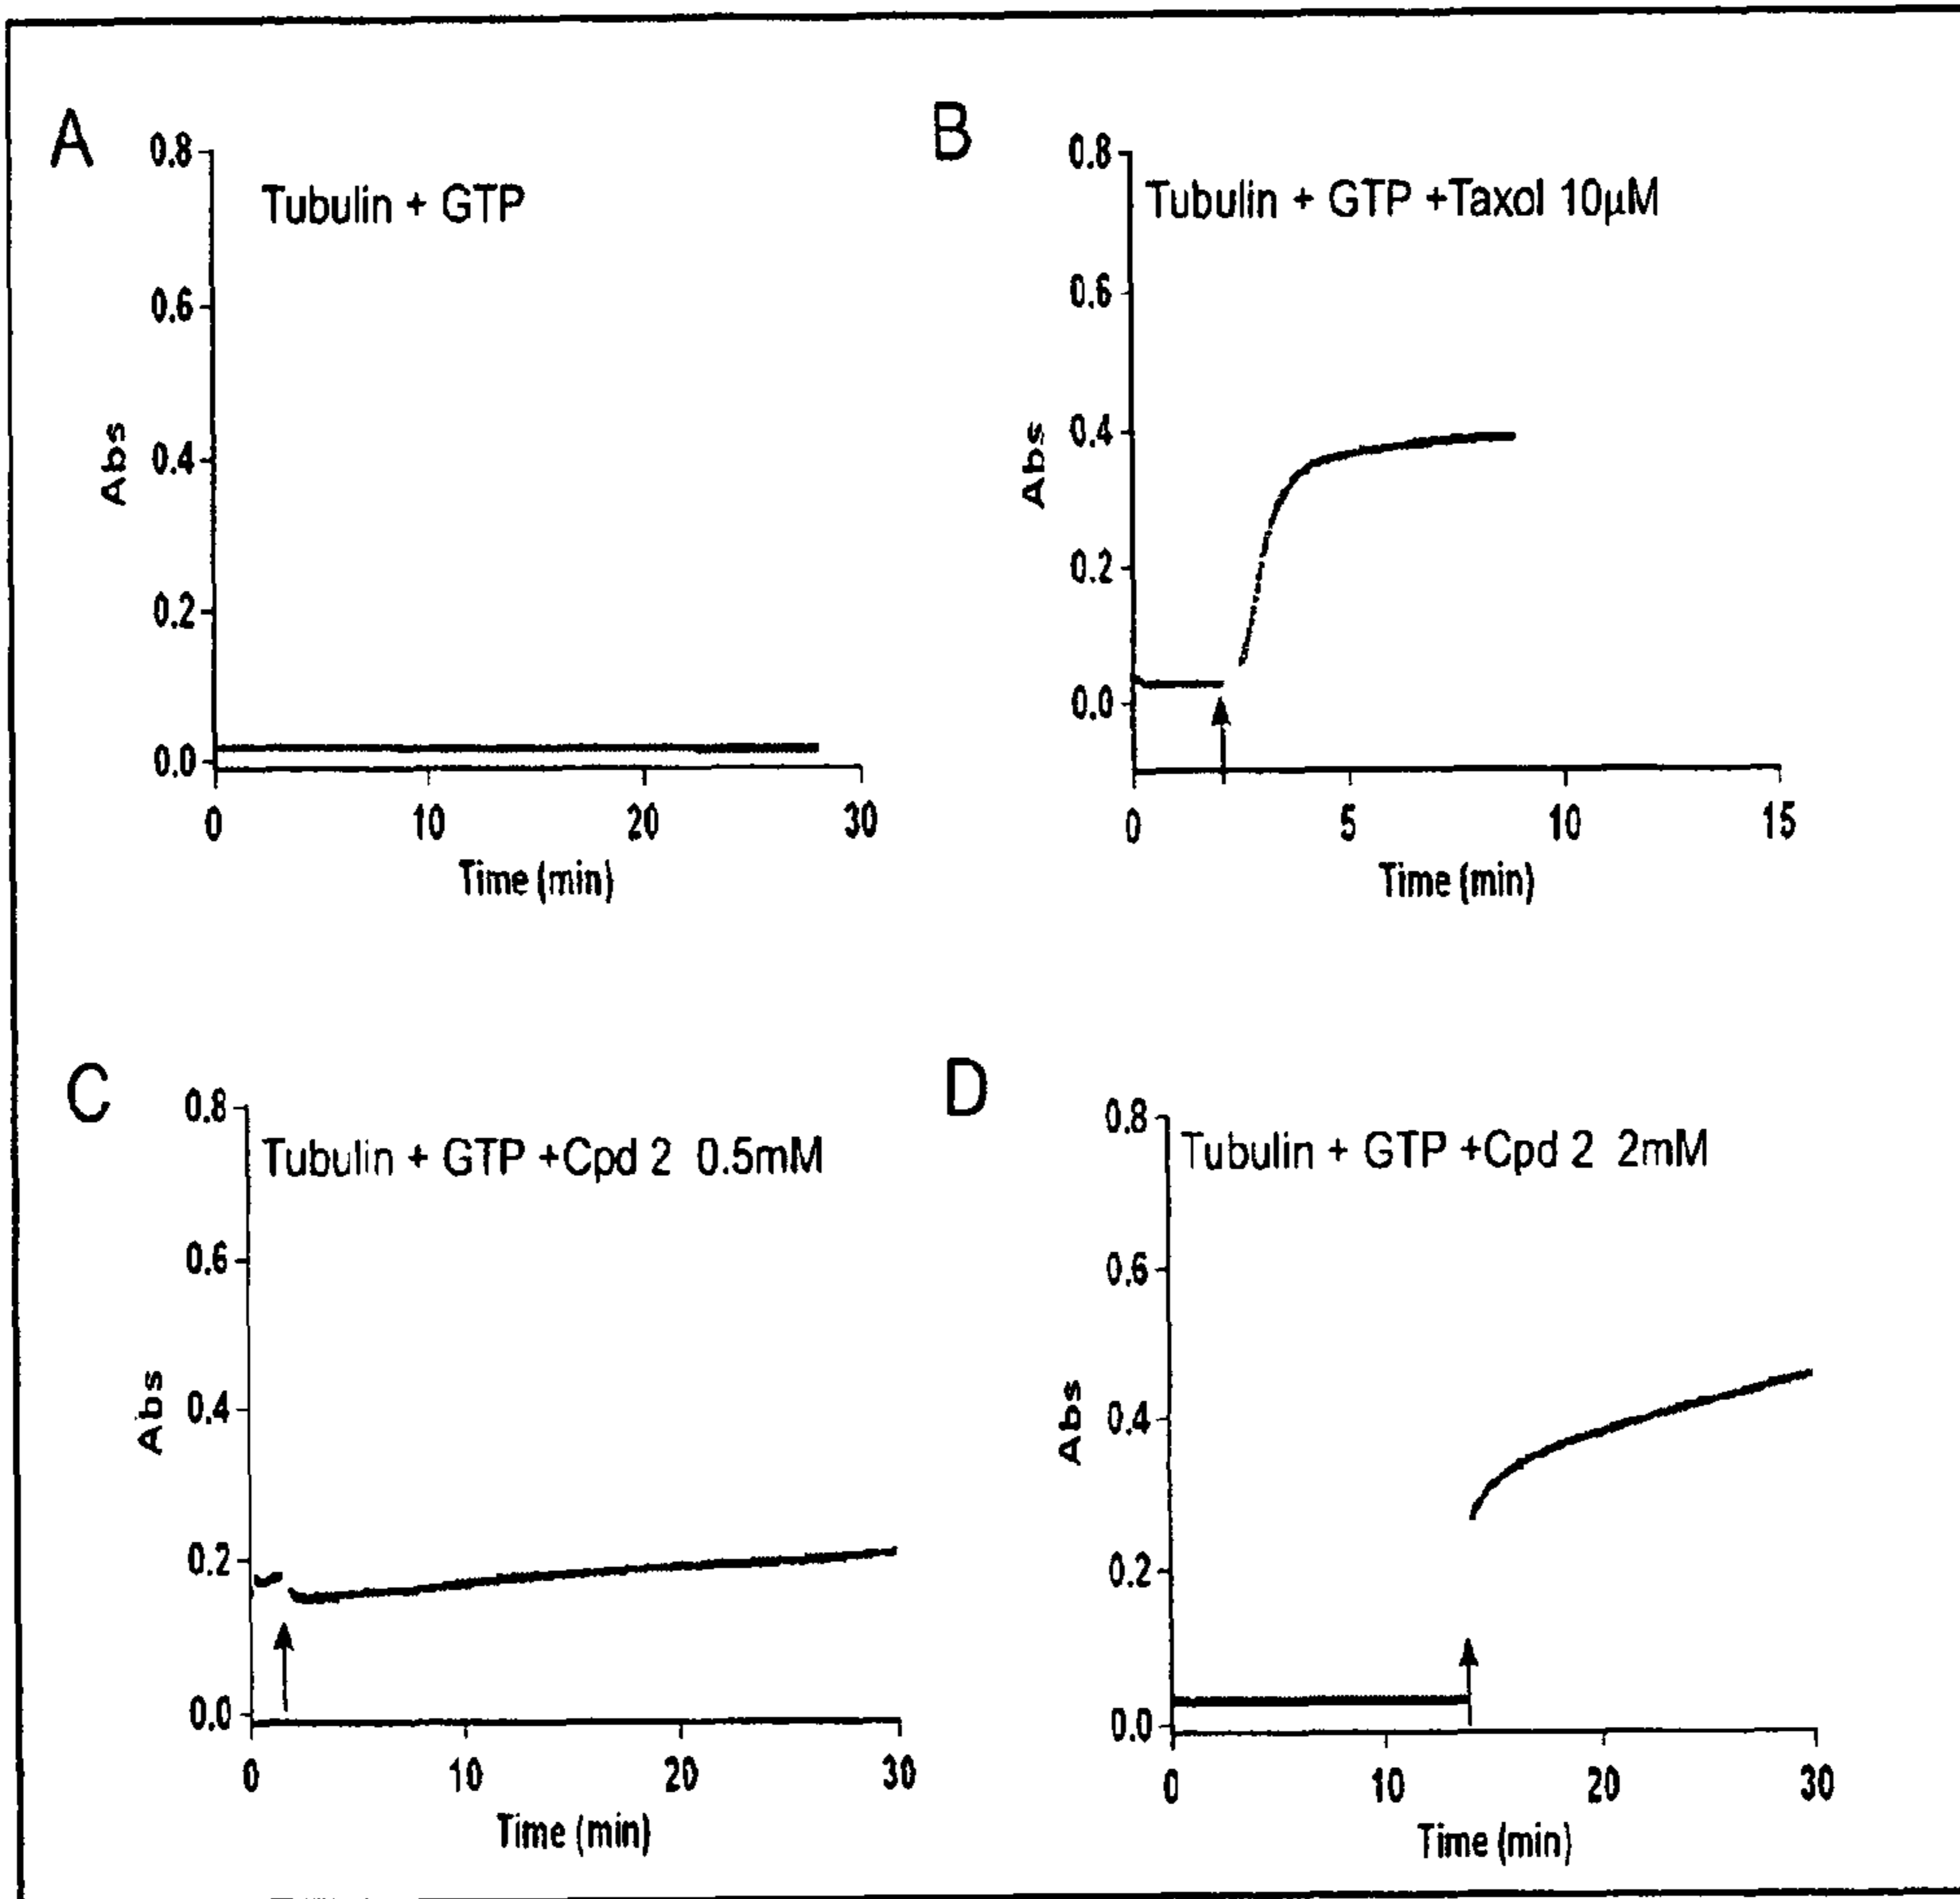 A
Tubulin + GTP
0.8
0.6
0.4
0.2
0.0
Abs
0
10
20
30
Time (min)
B
Tubulin + GTP +Taxol 10µM
0.8
0.6
0.4
0.2
0.0
Abs
0
5
10
15
Time (min)
C
Tubulin + GTP +Cpd 2 0.5mM
0.8
0.6
0.4
0.2
0.0
Abs
0
10
20
30
Time (min)
D
Tubulin + GTP +Cpd 2 2mM
0.8
0.6
0.4
0.2
0.0
Abs
0
10
20
30
Time (min)